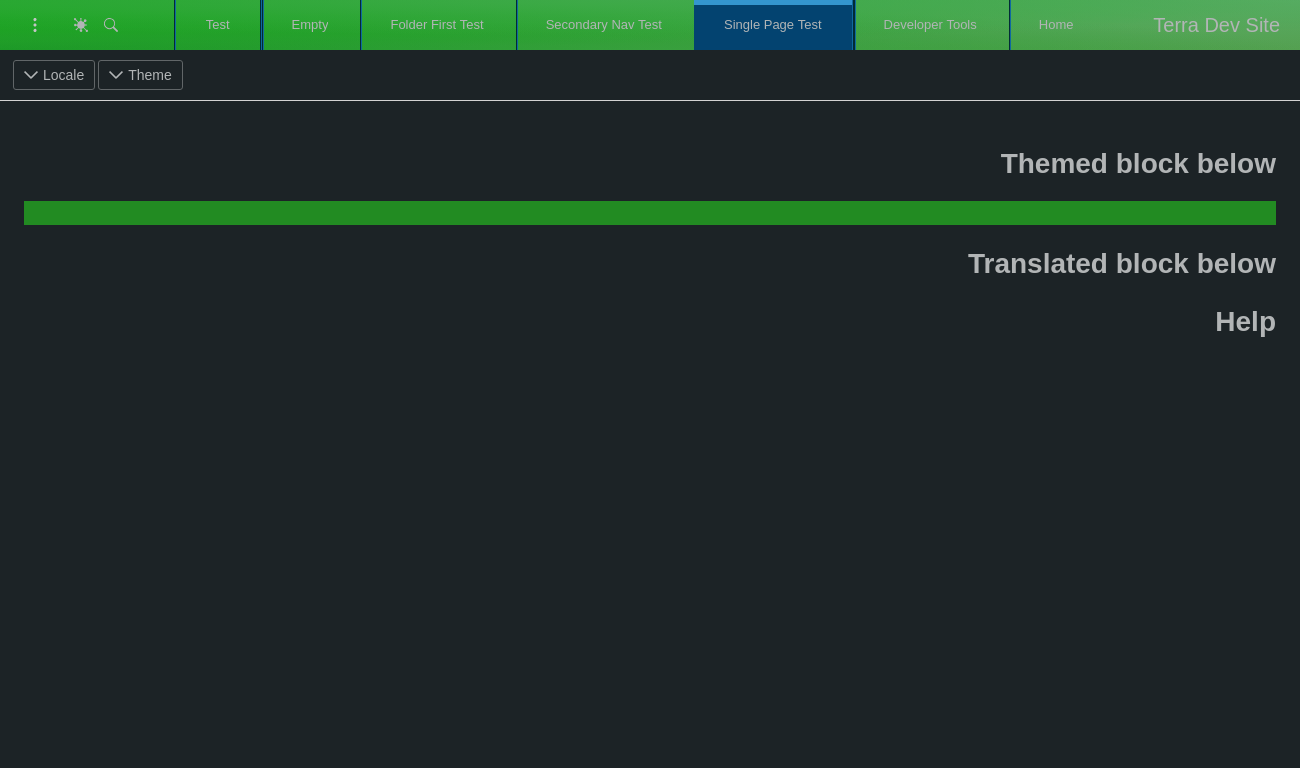 Test
Empty
Folder First Test
Secondary Nav Test
Single Page Test
Developer Tools
Home
Terra Dev Site
Locale
Theme
Themed block below
Translated block below
Help